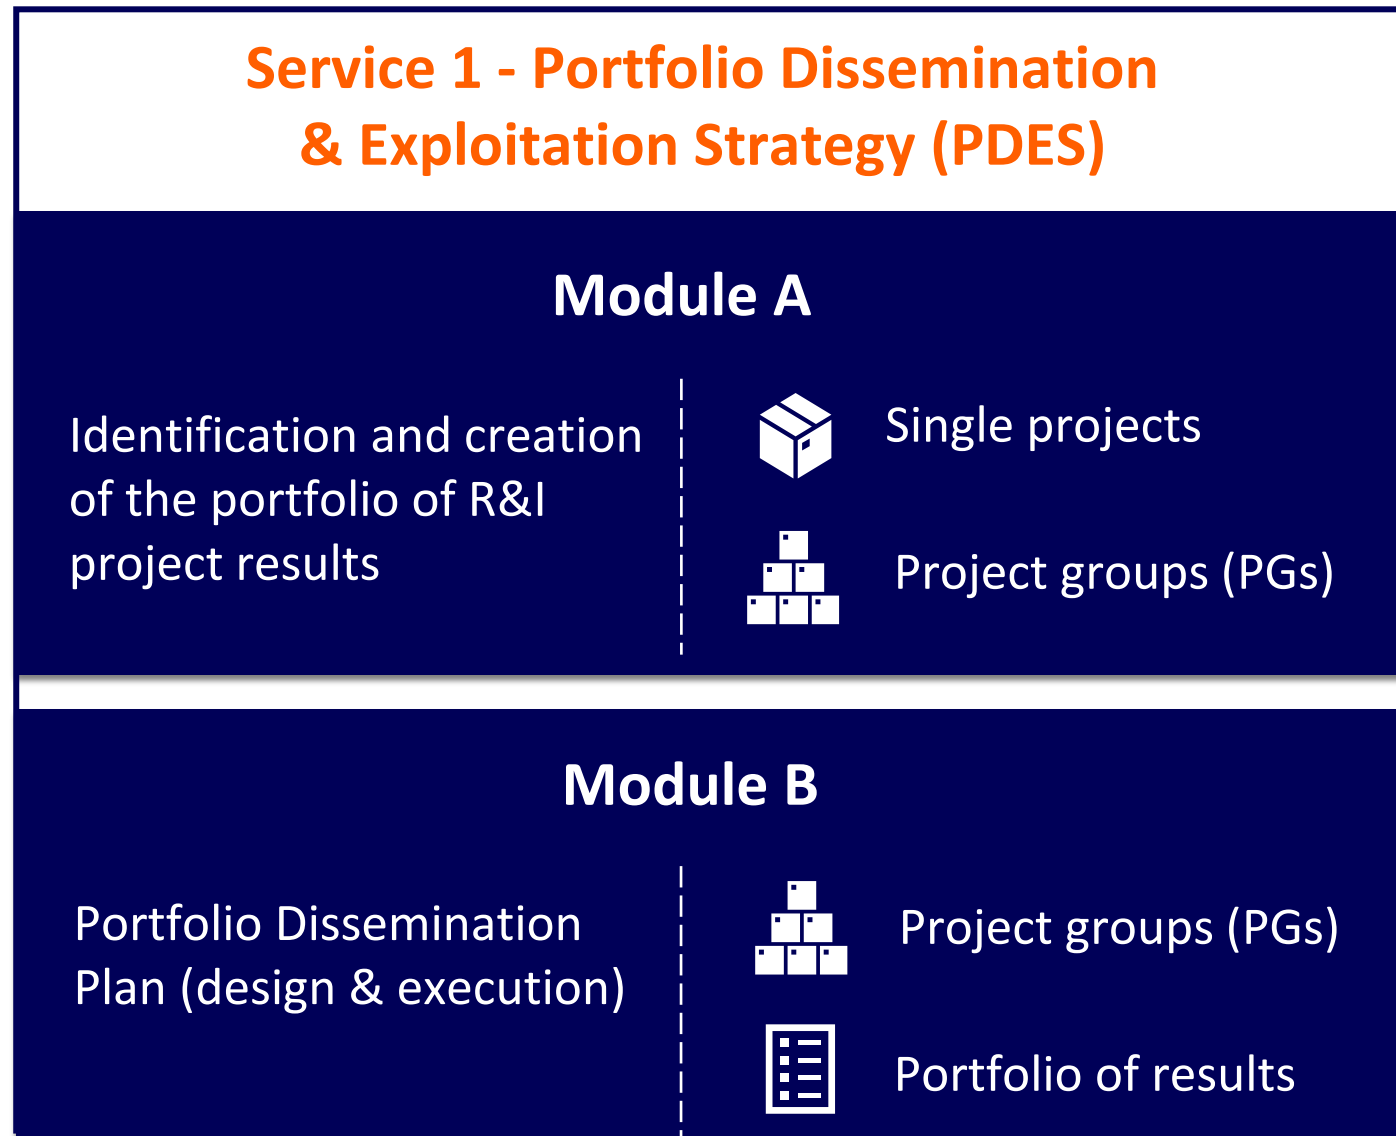 Service 1 - Portfolio Dissemination
& Exploitation Strategy (PDES)
Module A
Identification and creation
of the portfolio of R&I
project results
Single projects
Project groups (PGs)
Module B
Portfolio Dissemination
Plan (design & execution)
Project groups (PGs)
Portfolio of results